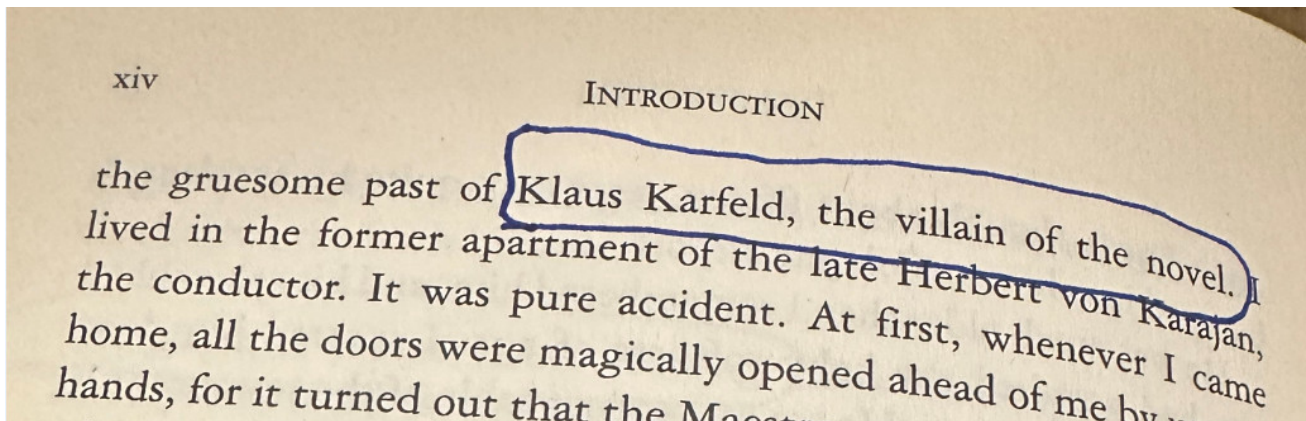 xiv
INTRODUCTION
the gruesome past of Klaus Karfeld, the villain of the novel. I
lived in the former apartment of the late Herbert von Karajan,
the conductor. It was pure accident. At first, whenever I came
home, all the doors were magically opened ahead of me by
hands, for it turned out that the